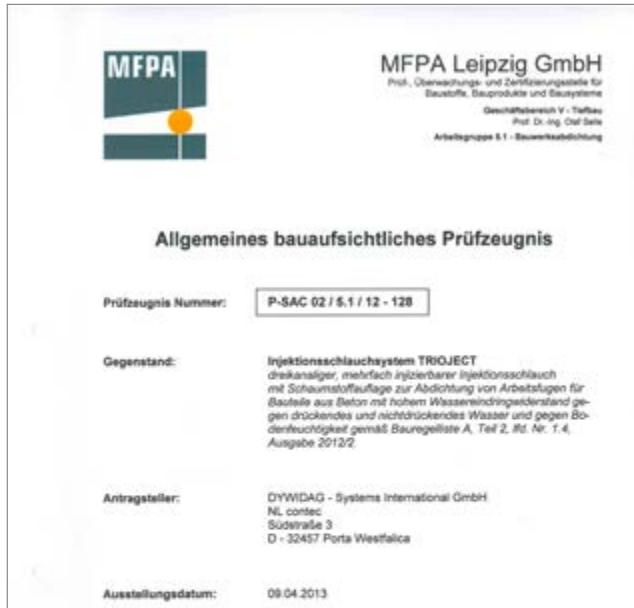 MFPA
MFPA Leipzig GmbH
Prüf-, Überwachungs- und Zertifizierungsstelle für
Baustoffe, Bauprodukte und Bausysteme
Geschäftsbereich V - Tiefbau
Prof. Dr.-Ing. Olaf Selle
Arbeitsgruppe 5.1 - Bauwerksabdichtung
Allgemeines bauaufsichtliches Prüfzeugnis
Prüfzeugnis Nummer:
P-SAC 02 / 5.1 / 12 - 128
Gegenstand:
Injektionsschlauchsystem TRIOJECT
dreikanaliger, mehrfach injizierbarer Injektionsschlauch
mit Schaumstoffauflage zur Abdichtung von Arbeitsfugen für
Bauteile aus Beton mit hohem Wassereindringwiderstand ge-
gen drückendes und nichtdrückendes Wasser und gegen Bo-
denfeuchtigkeit gemäß Bauregelliste A, Teil 2, lfd. Nr. 1.4,
Ausgabe 2012/2
Antragsteller:
DYWIDAG - Systems International GmbH
NL contec
Südstraße 3
D - 32457 Porta Westfalica
Ausstellungsdatum:
09.04.2013